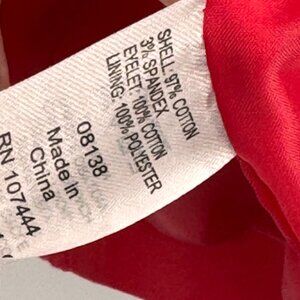 SHELL: 97% COTTON
3% SPANDEX
EYELET: 100% COTTON
LINING: 100% POLYESTER
08138
Made in
China
RN 107444